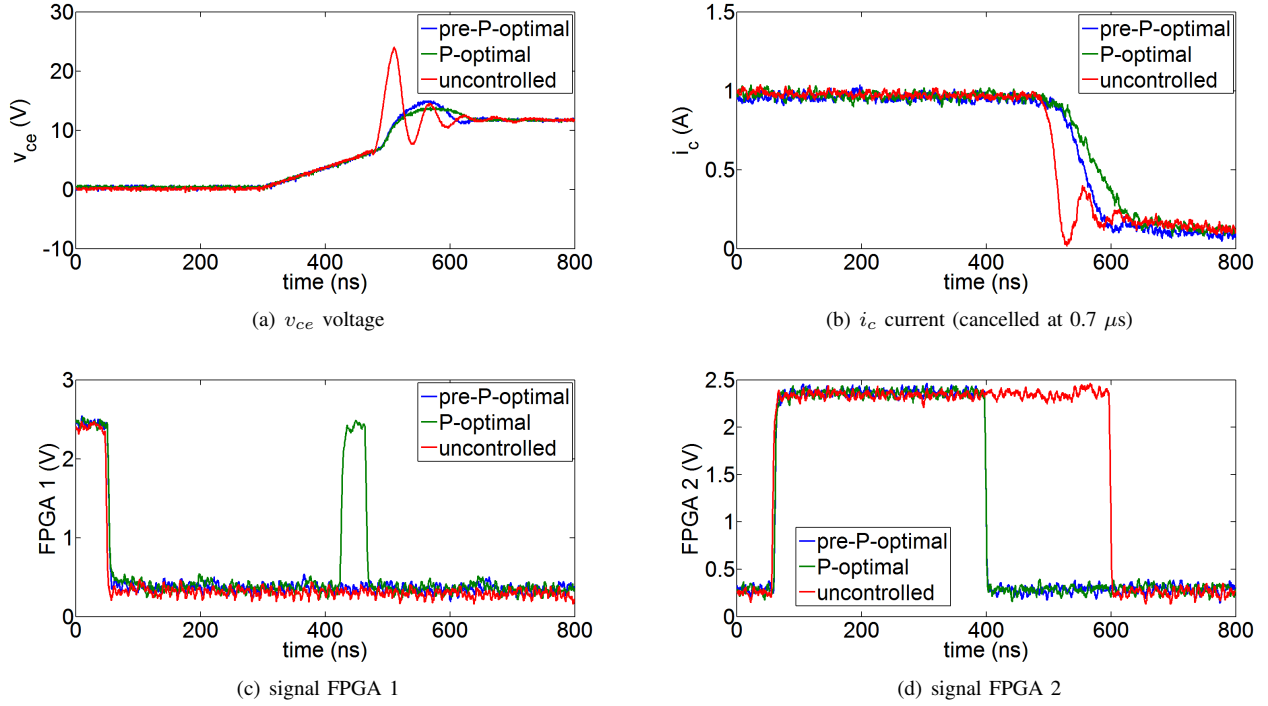 30
20
10
0
-10
v_ce (V)
0 200 400 600 800
time (ns)
pre-P-optimal
P-optimal
uncontrolled
(a) v_ce voltage
1.5
1
0.5
0
i_c (A)
0 200 400 600 800
time (ns)
pre-P-optimal
P-optimal
uncontrolled
(b) i_c current (cancelled at 0.7 μs)
3
2
1
0
FPGA 1 (V)
0 200 400 600 800
time (ns)
pre-P-optimal
P-optimal
uncontrolled
(c) signal FPGA 1
2.5
2
1.5
1
0.5
0
FPGA 2 (V)
0 200 400 600 800
time (ns)
pre-P-optimal
P-optimal
uncontrolled
(d) signal FPGA 2